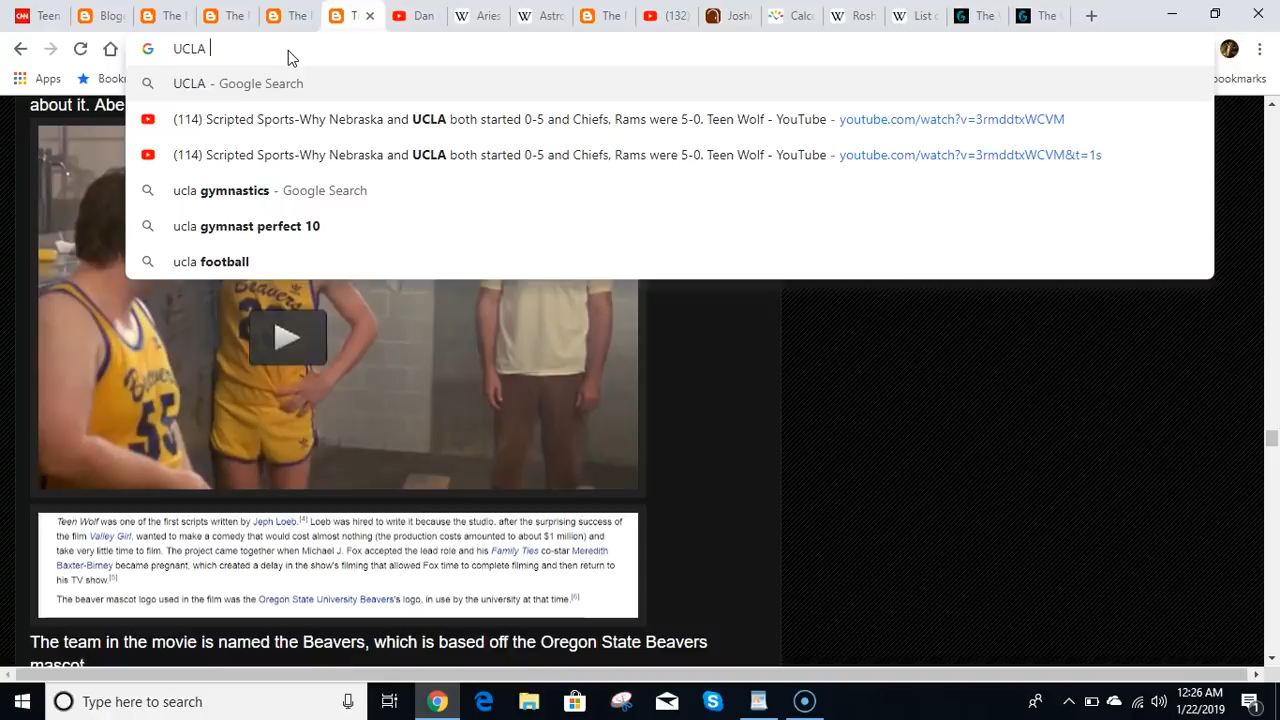 Teen
Blog
The I
The I
The I
Tl
Dan
Aries
Astro
The I
(132)
Josh
Calcu
Rosh
List c
The
The
UCLA
UCLA - Google Search
(114) Scripted Sports-Why Nebraska and UCLA both started 0-5 and Chiefs, Rams were 5-0. Teen Wolf - YouTube - youtube.com/watch?v=3rmddtxWCVM
(114) Scripted Sports-Why Nebraska and UCLA both started 0-5 and Chiefs, Rams were 5-0. Teen Wolf - YouTube - youtube.com/watch?v=3rmddtxWCVM&t=1s
ucla gymnastics - Google Search
ucla gymnast perfect 10
ucla football
Apps
Bookn
ookmarks
about it. Abe
Beavers
55
Beavers
Teen Wolf was one of the first scripts written by Jeph Loeb.[4] Loeb was hired to write it because the studio, after the surprising success of
the film Valley Girl, wanted to make a comedy that would cost almost nothing (the production costs amounted to about $1 million) and
take very little time to film. The project came together when Michael J. Fox accepted the lead role and his Family Ties co-star Meredith
Baxter-Birney became pregnant, which created a delay in the show's filming that allowed Fox time to complete filming and then return to
his TV show.[5]
The beaver mascot logo used in the film was the Oregon State University Beavers's logo, in use by the university at that time.[6]
The team in the movie is named the Beavers, which is based off the Oregon State Beavers
mascot
Type here to search
12:26 AM
1/22/2019